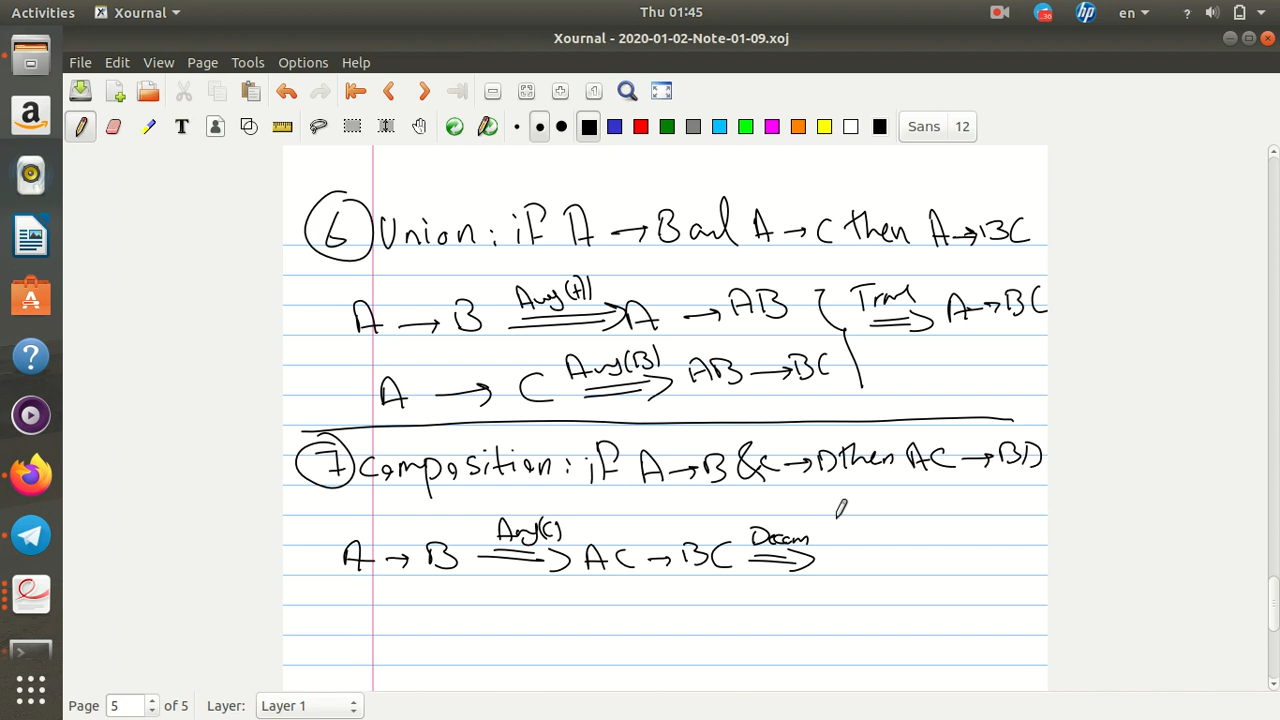 Activities Xournal Thu 01:45 36 en ?
Xournal - 2020-01-02-Note-01-09.xoj
File Edit View Page Tools Options Help
T Sans 12
6 Union: if A → B and A → C then A → BC
A → B Aug(A) ⇒ A → AB } Tran ⇒ A → BC
A → C Aug(B) ⇒ AB → BC
7 Composition: if A → B & C → D then AC → BD
A → B Aug(C) ⇒ AC → BC Decom ⇒
Page 5 of 5 Layer: Layer 1